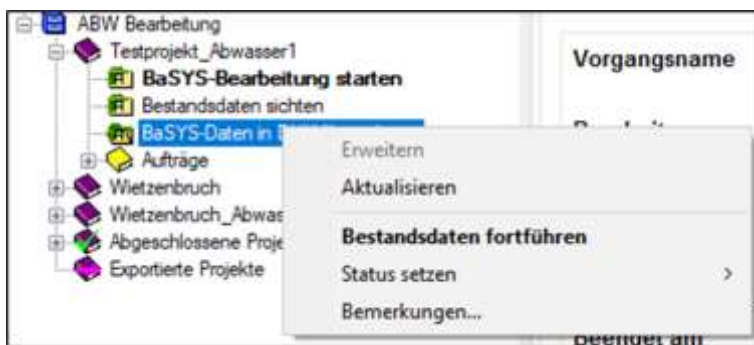 ABW Bearbeitung
Testprojekt_Abwasser1
BaSYS-Bearbeitung starten
Bestandsdaten sichten
BaSYS-Daten in
Aufträge
Wietzenbruch
Wietzenbruch_Abwas
Abgeschlossene Proje
Exportierte Projekte
Vorgangsname
Erweitern
Aktualisieren
Bestandsdaten fortführen
Status setzen
Bemerkungen...
Beendet am